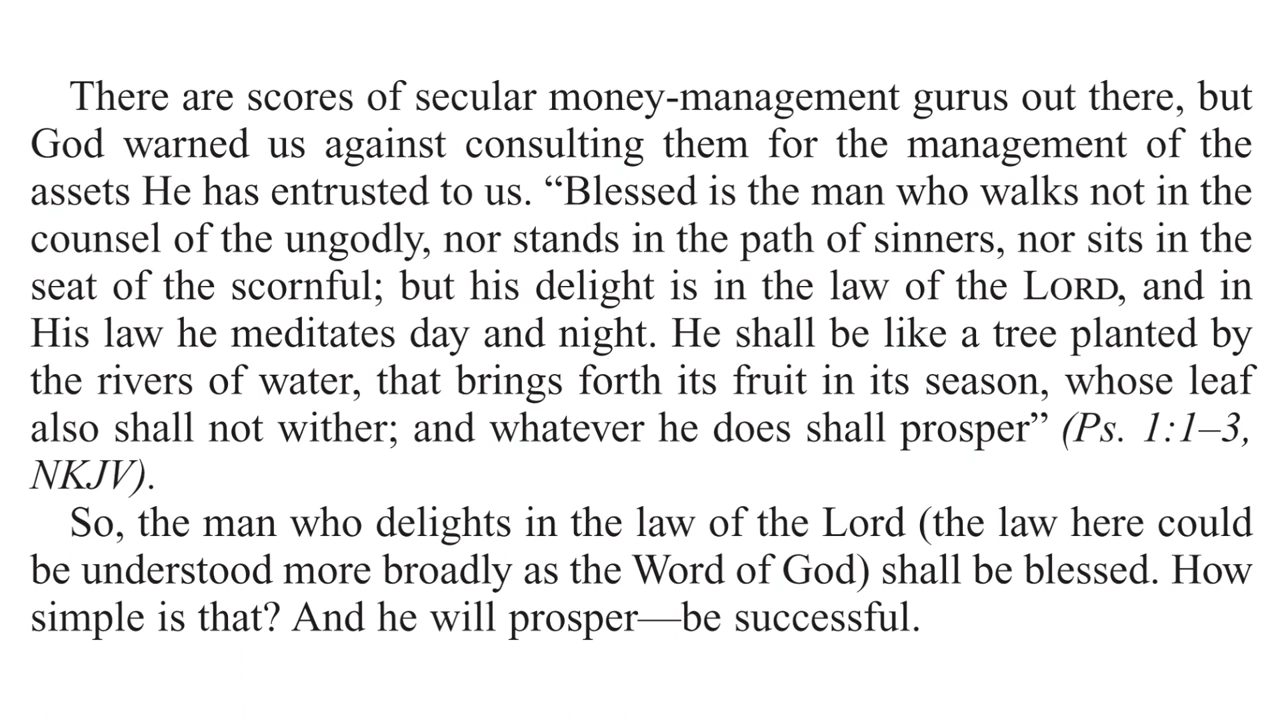 There are scores of secular money-management gurus out there, but
God warned us against consulting them for the management of the
assets He has entrusted to us. “Blessed is the man who walks not in the
counsel of the ungodly, nor stands in the path of sinners, nor sits in the
seat of the scornful; but his delight is in the law of the LORD, and in
His law he meditates day and night. He shall be like a tree planted by
the rivers of water, that brings forth its fruit in its season, whose leaf
also shall not wither; and whatever he does shall prosper” (Ps. 1:1–3,
NKJV).
So, the man who delights in the law of the Lord (the law here could
be understood more broadly as the Word of God) shall be blessed. How
simple is that? And he will prosper—be successful.